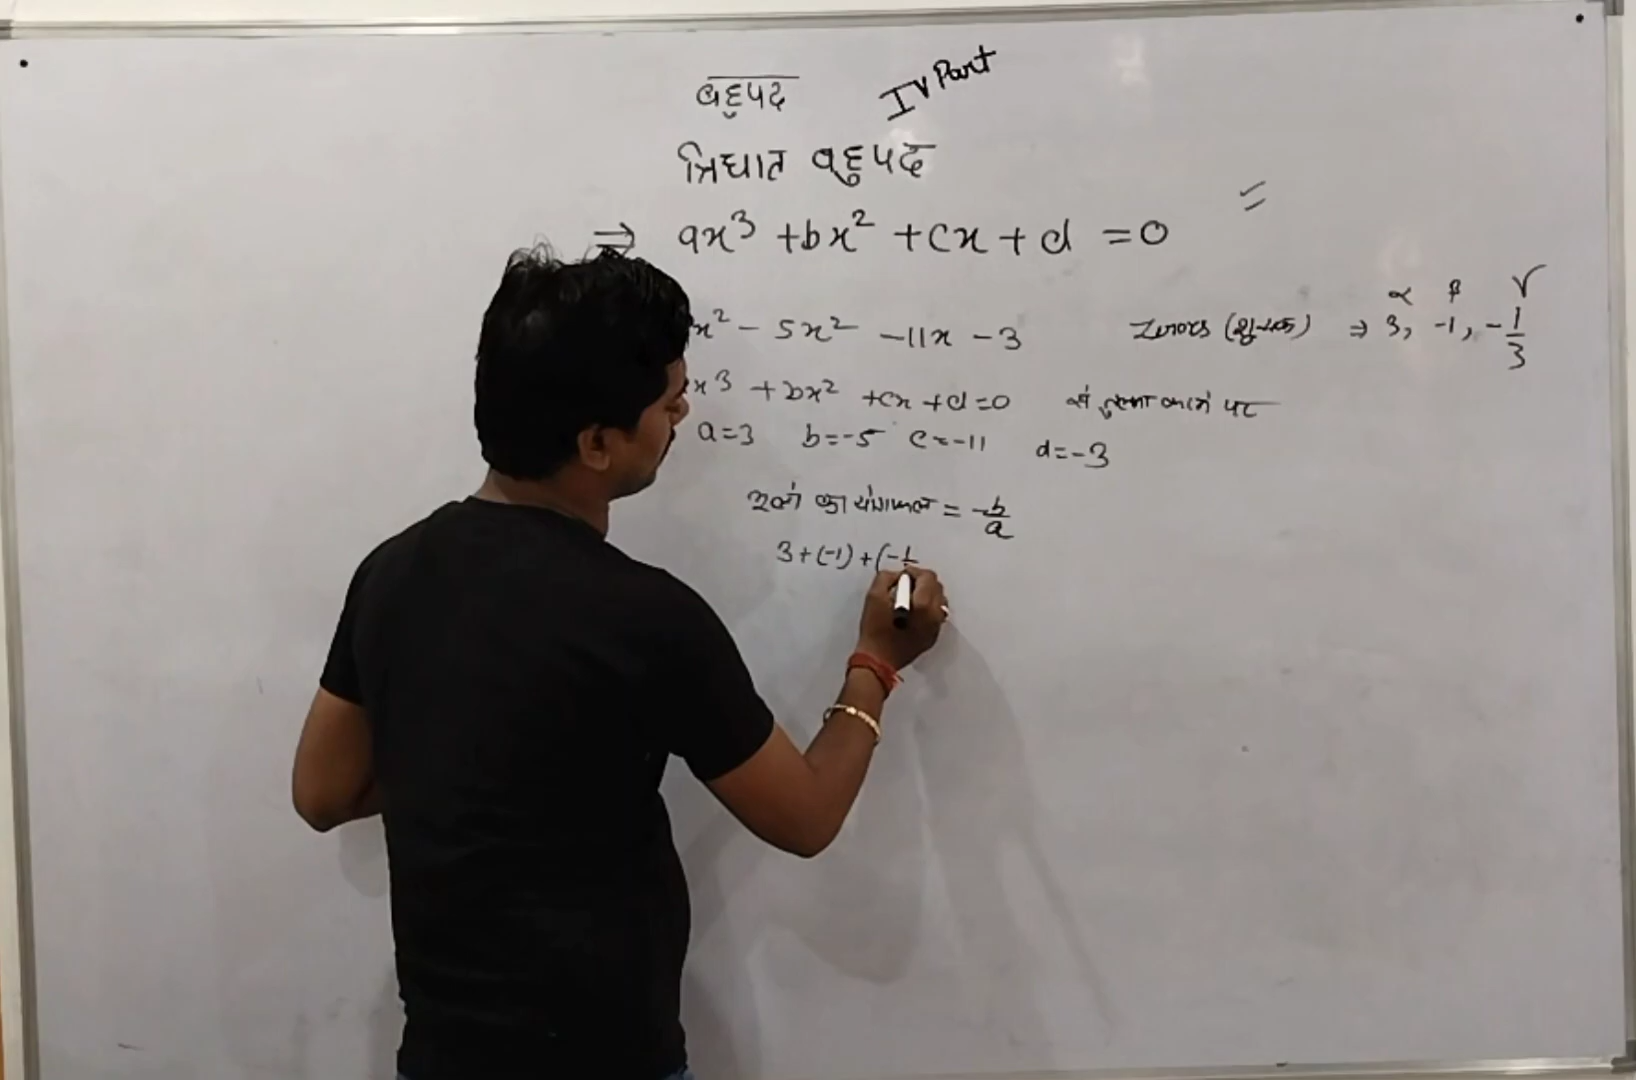 बहुपद IV Part
त्रिघात बहुपद
⇒ ax³ + bx² + cx + d = 0
x² - 5x² - 11x - 3 Zeroes (शून्यक) ⇒ 3, -1, -1/3
α β γ
x³ + bx² + cx + d = 0 से तुलना करने पर
a = 3 b = -5 c = -11 d = -3
का योगफल = -b/a
3 + (-1) + (-1